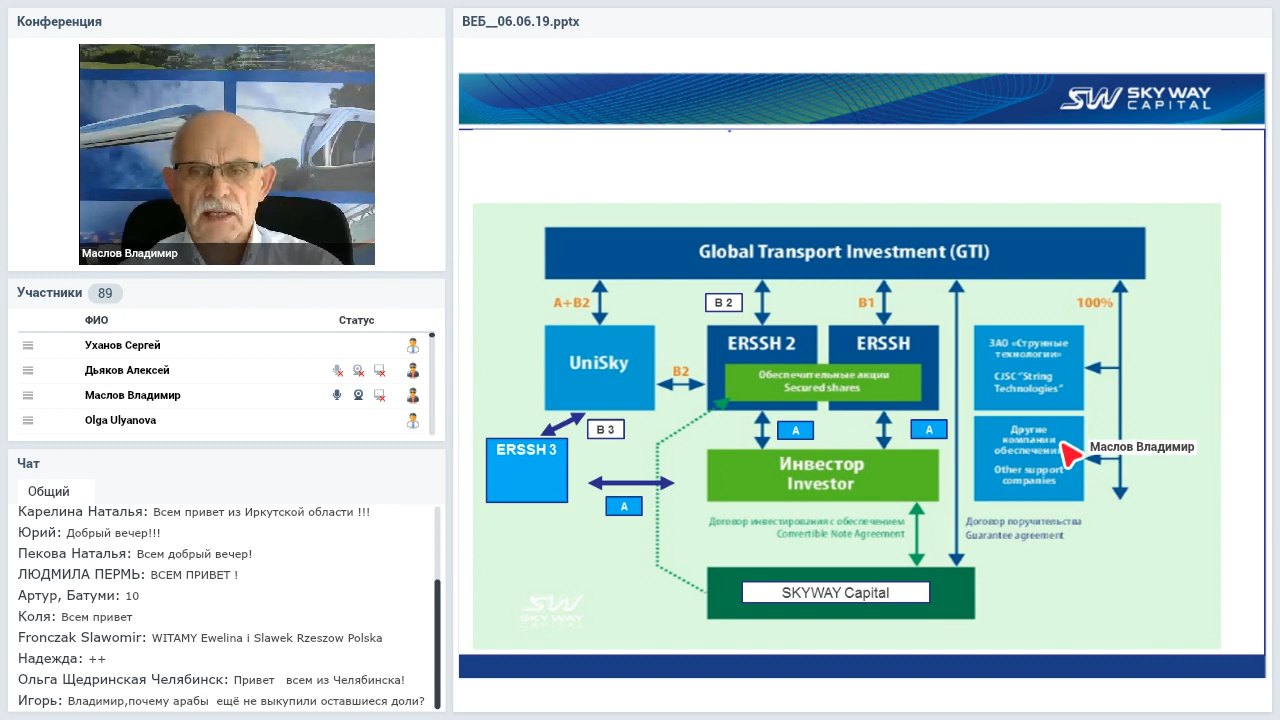 Конференция
Маслов Владимир
Участники 89
ФИО Статус
Уханов Сергей
Дьяков Алексей
Маслов Владимир
Olga Ulyanova
Чат
Общий
Карелина Наталья: Всем привет из Иркутской области !!!
Юрий: Добрый вечер!!!
Пекова Наталья: Всем добрый вечер!
ЛЮДМИЛА ПЕРМЬ: ВСЕМ ПРИВЕТ !
Артур, Батуми: 10
Коля: Всем привет
Fronczak Slawomir: WITAMY Ewelina i Slawek Rzeszow Polska
Надежда: ++
Ольга Щедринская Челябинск: Привет всем из Челябинска!
Игорь: Владимир,почему арабы ещё не выкупили оставшиеся доли?
ВЕБ__06.06.19.pptx
SW SKY WAY
CAPITAL
Global Transport Investment (GTI)
A+B2
B 2
B1
100%
UniSky
B2
ERSSH 2
ERSSH
Обеспечительные акции
Secured shares
ЗАО «Струнные
технологии»
CJSC "String
Technologies"
Другие
компании
Other support
companies
Маслов Владимир
B 3
A
A
ERSSH 3
A
Инвестор
Investor
Договор инвестирования с обеспечением
Convertible Note Agreement
Договор поручительства
Guarantee agreement
SKYWAY Capital
SW
SKY WAY
CAPITAL